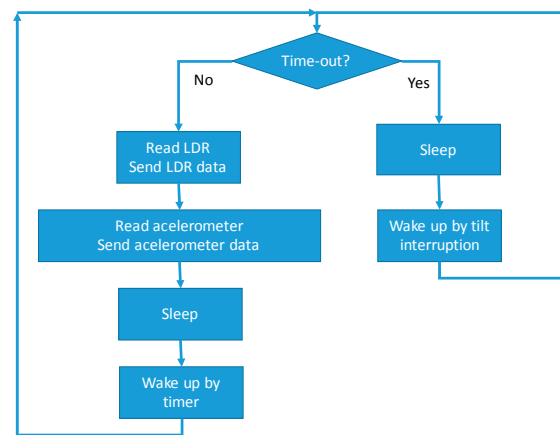 Time-out?
No
Yes
Read LDR
Send LDR data
Sleep
Read acelerometer
Send acelerometer data
Wake up by tilt
interruption
Sleep
Wake up by
timer